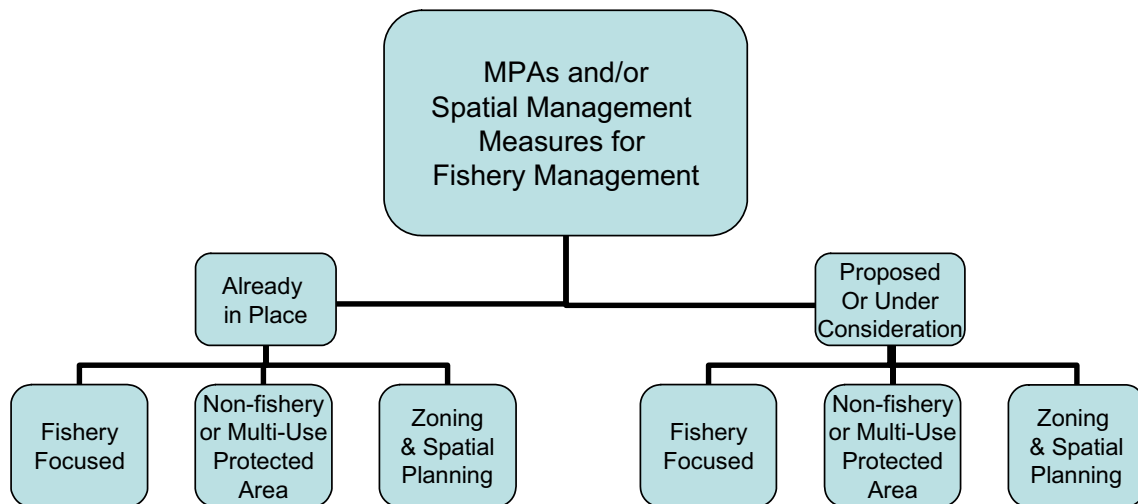 MPAs and/or
Spatial Management
Measures for
Fishery Management
Already
in Place
Proposed
Or Under
Consideration
Fishery
Focused
Non-fishery
or Multi-Use
Protected
Area
Zoning
& Spatial
Planning
Fishery
Focused
Non-fishery
or Multi-Use
Protected
Area
Zoning
& Spatial
Planning